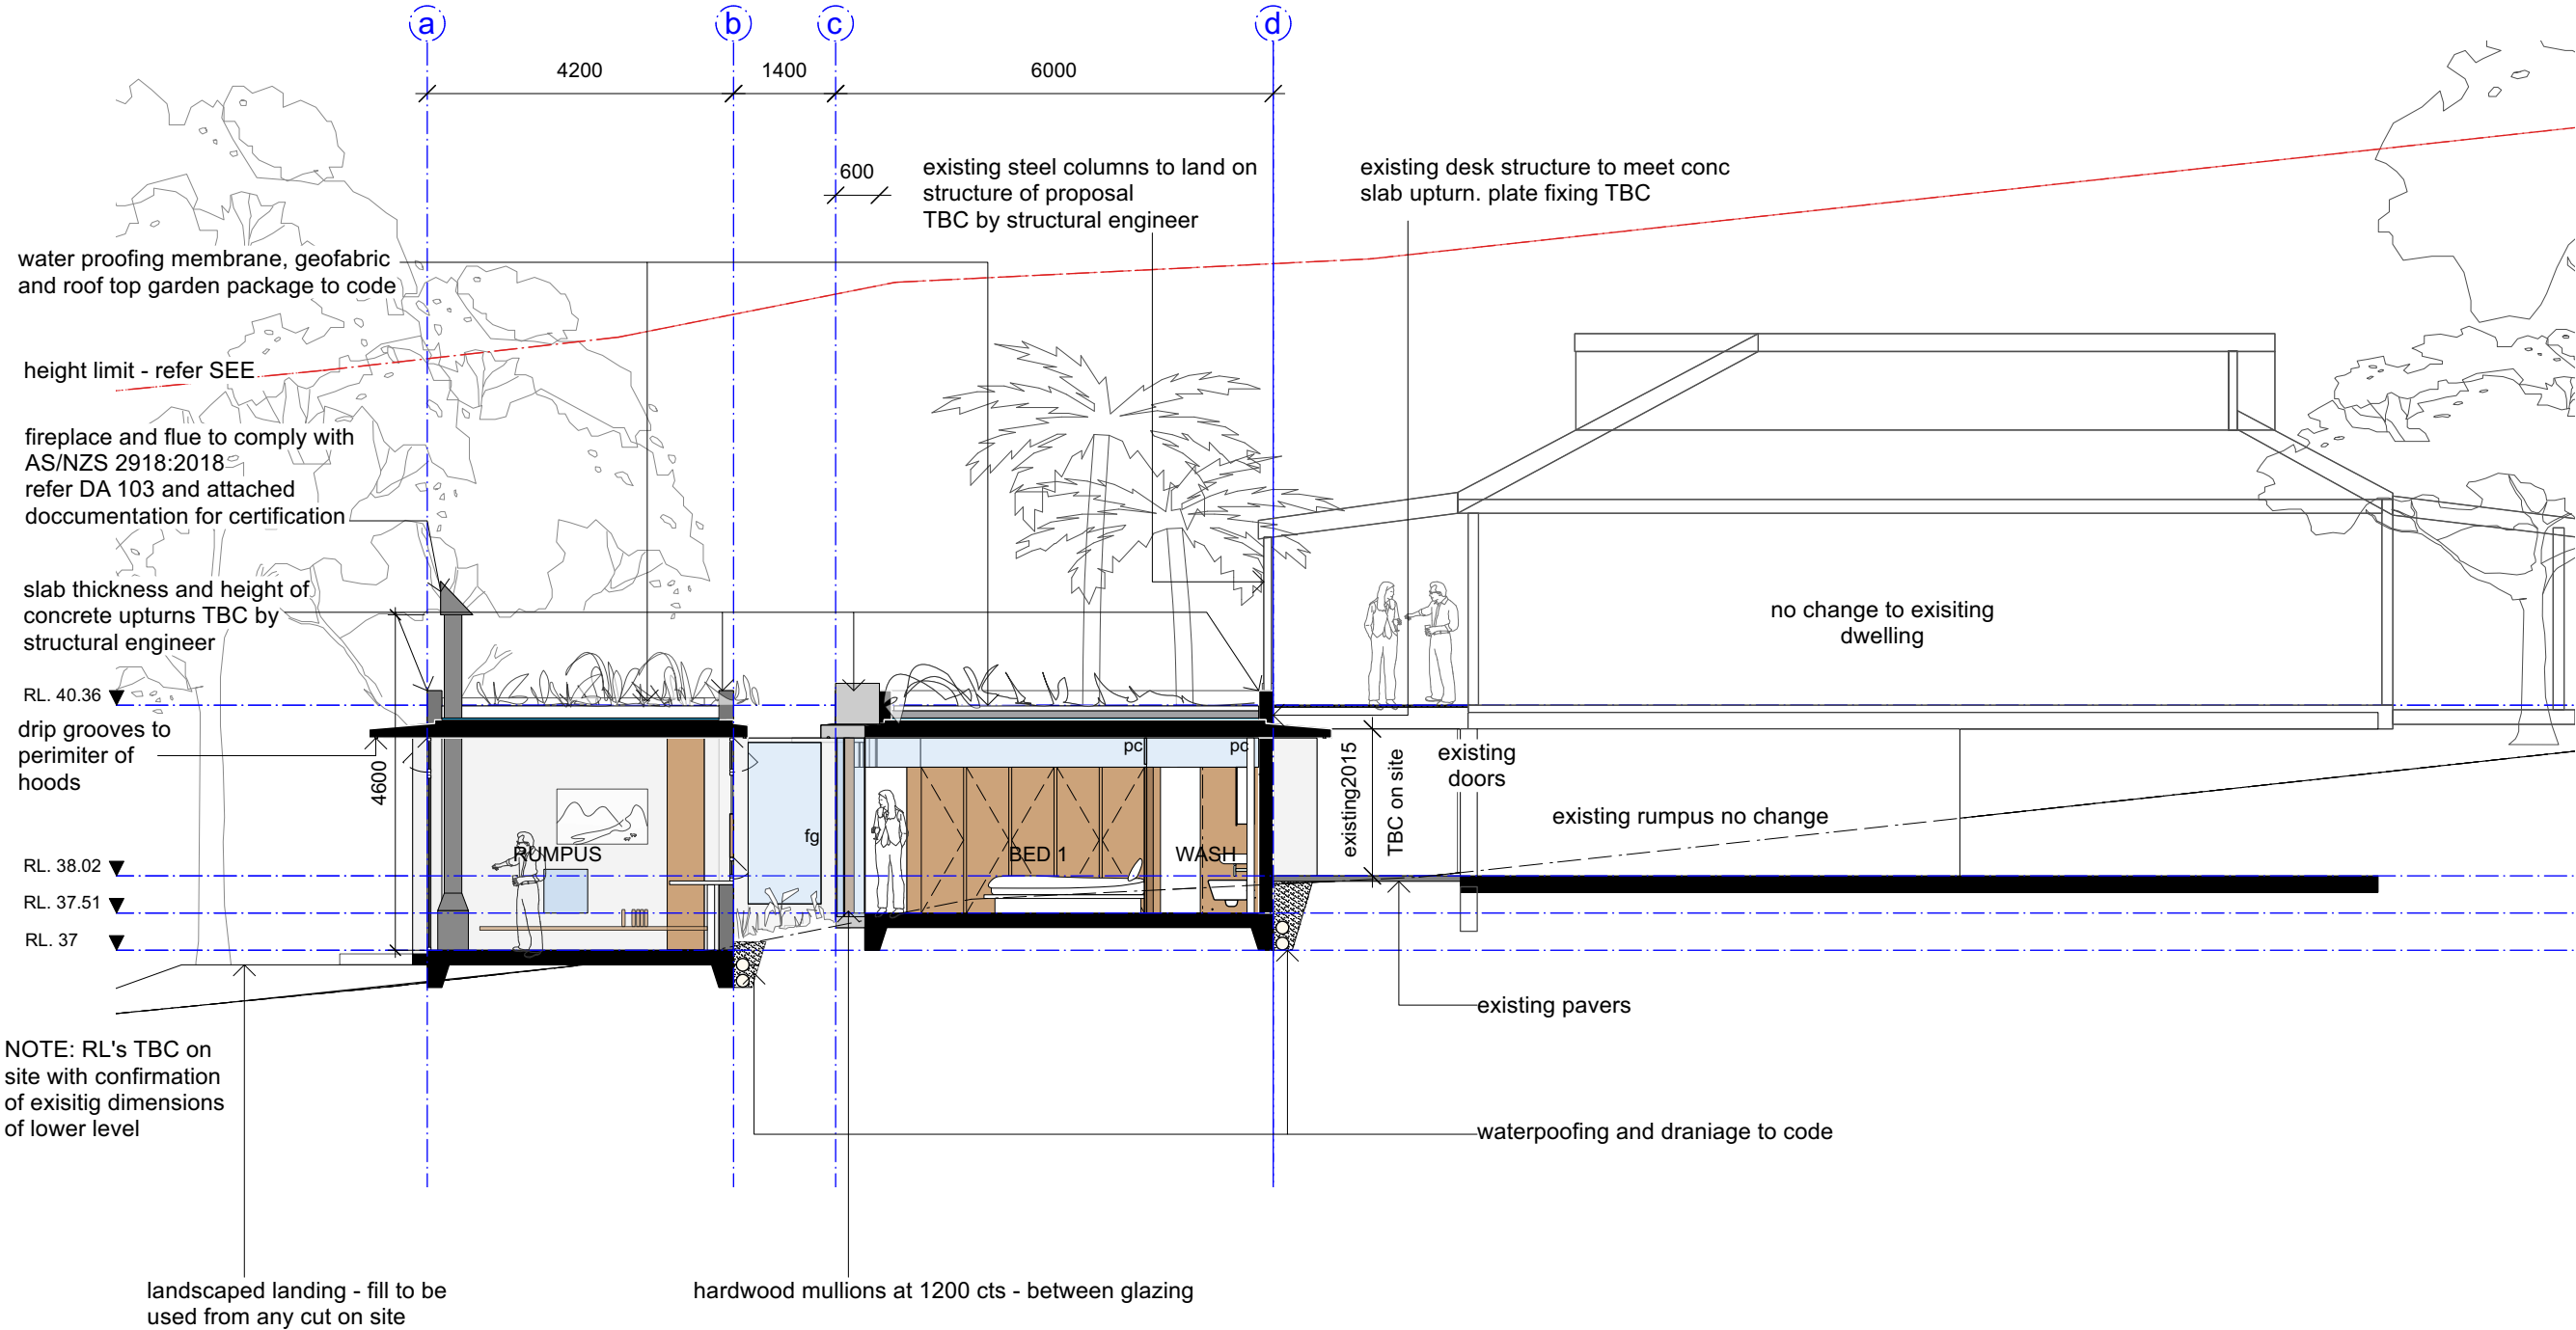 a
b
c
d
4200
1400
6000
600
existing steel columns to land on
structure of proposal
TBC by structural engineer
existing desk structure to meet conc
slab upturn. plate fixing TBC
water proofing membrane, geofabric
and roof top garden package to code
height limit - refer SEE
fireplace and flue to comply with
AS/NZS 2918:2018
refer DA 103 and attached
doccumentation for certification
slab thickness and height of
concrete upturns TBC by
structural engineer
no change to exisiting
dwelling
RL. 40.36
drip grooves to
perimiter of
hoods
4600
pc
pc
existing2015
TBC on site
existing
doors
existing rumpus no change
fg
RUMPUS
BED 1
WASH
RL. 38.02
RL. 37.51
RL. 37
existing pavers
NOTE: RL's TBC on
site with confirmation
of exisitig dimensions
of lower level
waterpoofing and draniage to code
landscaped landing - fill to be
used from any cut on site
hardwood mullions at 1200 cts - between glazing